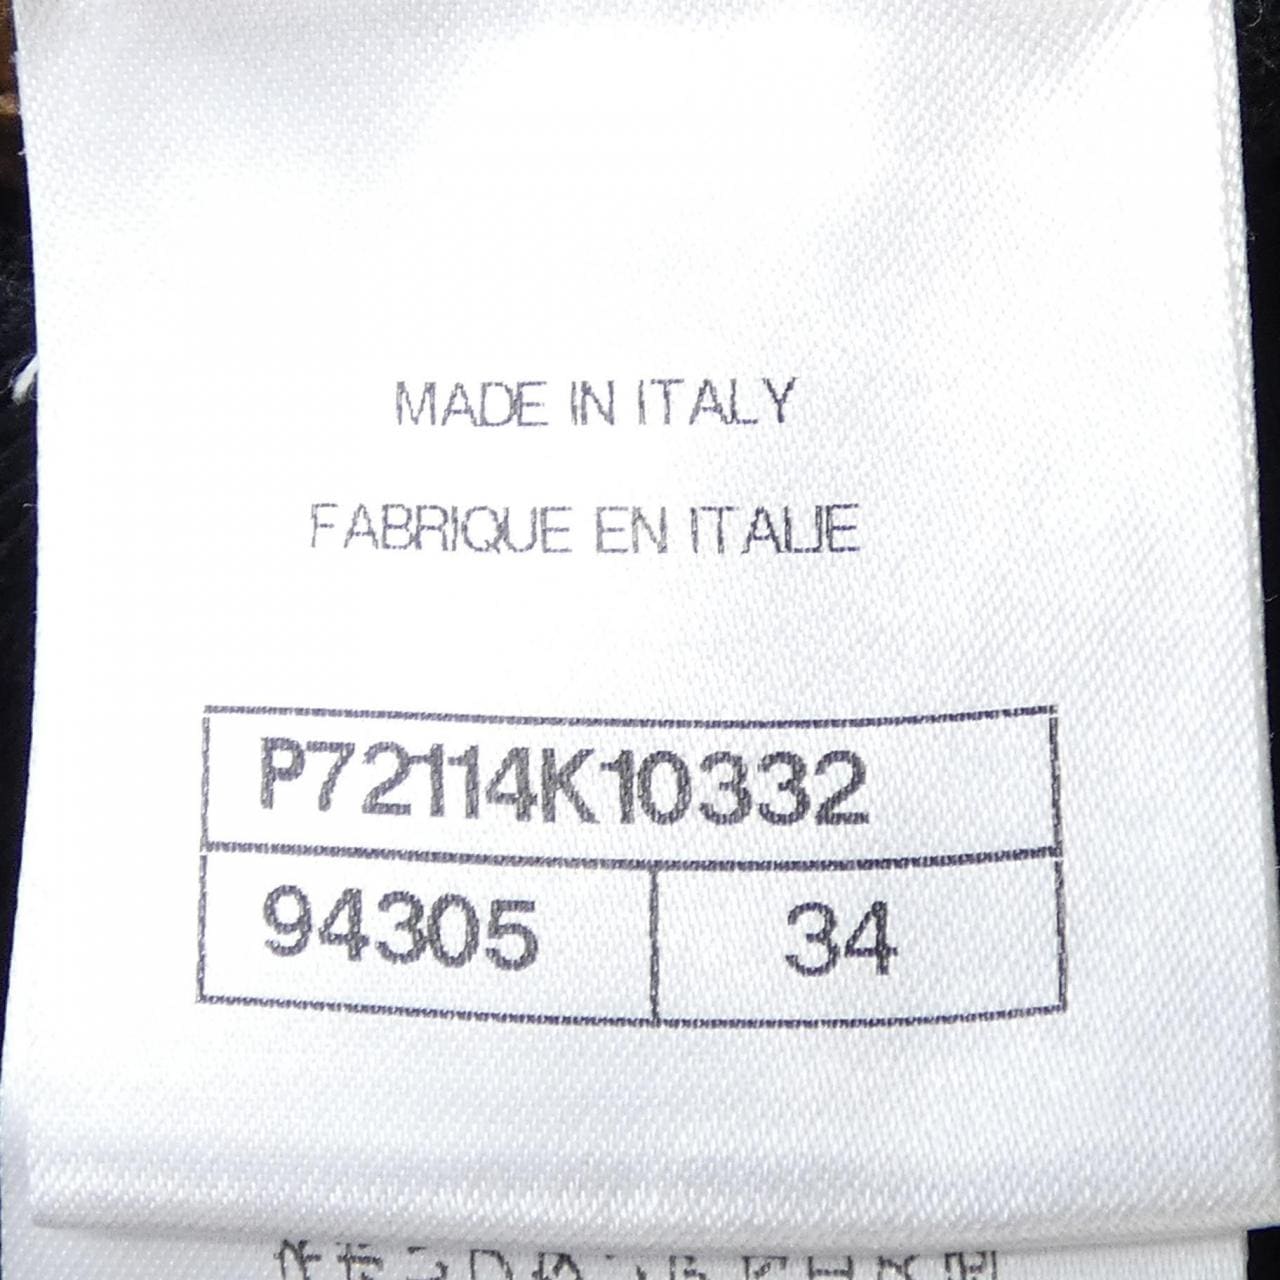 MADE IN ITALY
FABRIQUE EN ITALIE
P72114K10332
94305 34